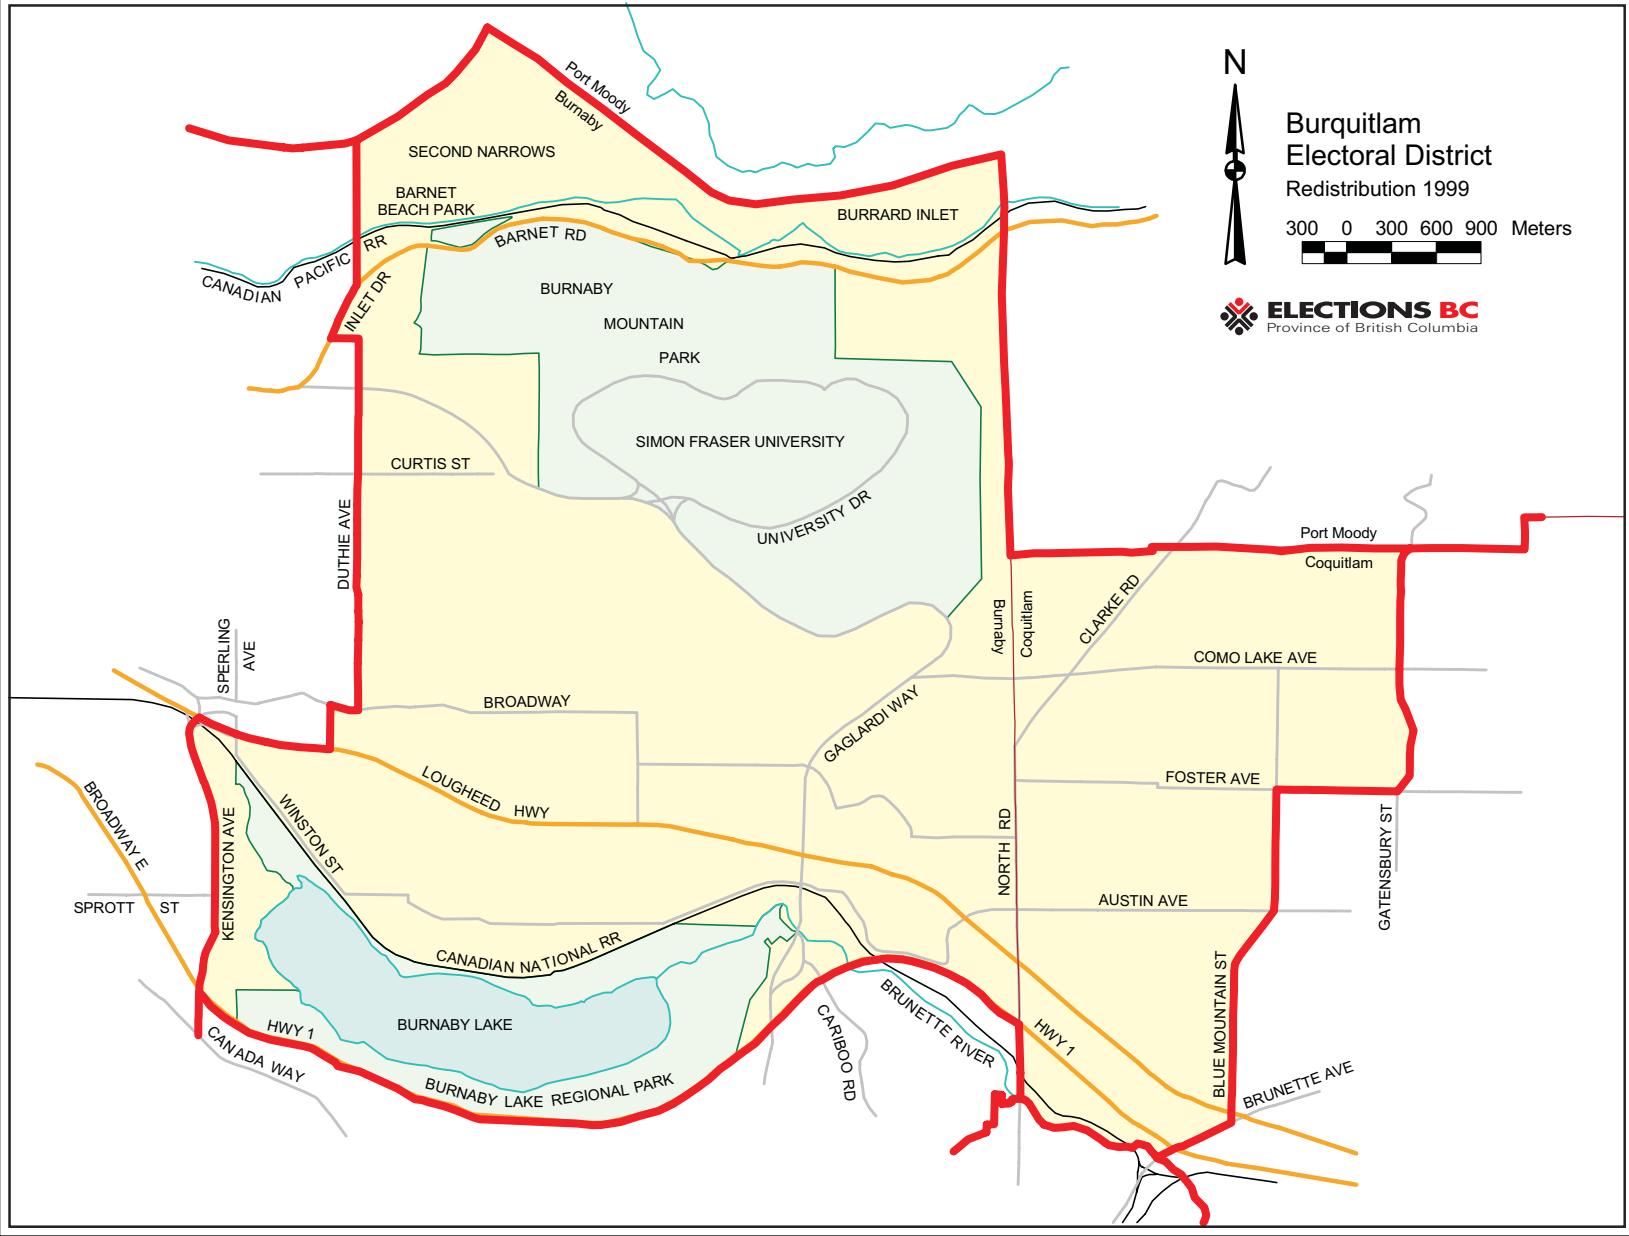 N
Burquitlam
Electoral District
Redistribution 1999
300 0 300 600 900 Meters
ELECTIONS BC
Province of British Columbia
Port Moody
Burnaby
SECOND NARROWS
BARNET
BEACH PARK
BURRARD INLET
BARNET RD
CANADIAN PACIFIC RR
INLET DR
BURNABY
MOUNTAIN
PARK
SIMON FRASER UNIVERSITY
UNIVERSITY DR
CURTIS ST
DUTHIE AVE
Port Moody
Coquitlam
Burnaby
Coquitlam
CLARKE RD
COMO LAKE AVE
SPERLING
AVE
BROADWAY
GAGLARDI WAY
FOSTER AVE
LOUGHEED HWY
BROADWAY E
WINSTON ST
KENSINGTON AVE
NORTH RD
GATENSBURY ST
SPROTT ST
AUSTIN AVE
CANADIAN NATIONAL RR
BURNABY LAKE
HWY 1
CANADA WAY
BURNABY LAKE REGIONAL PARK
CARIBOO RD
BRUNETTE RIVER
HWY 1
BLUE MOUNTAIN ST
BRUNETTE AVE